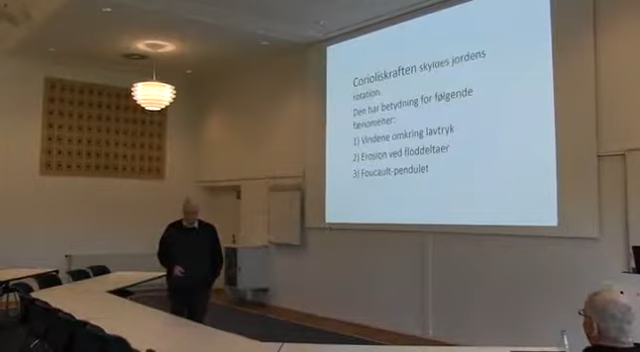 Corioliskraften skyldes jordens
rotation.
Den har betydning for følgende
fænomener:
1) Vindene omkring lavtryk
2) Erosion ved floddeltaer
3) Foucault-pendulet